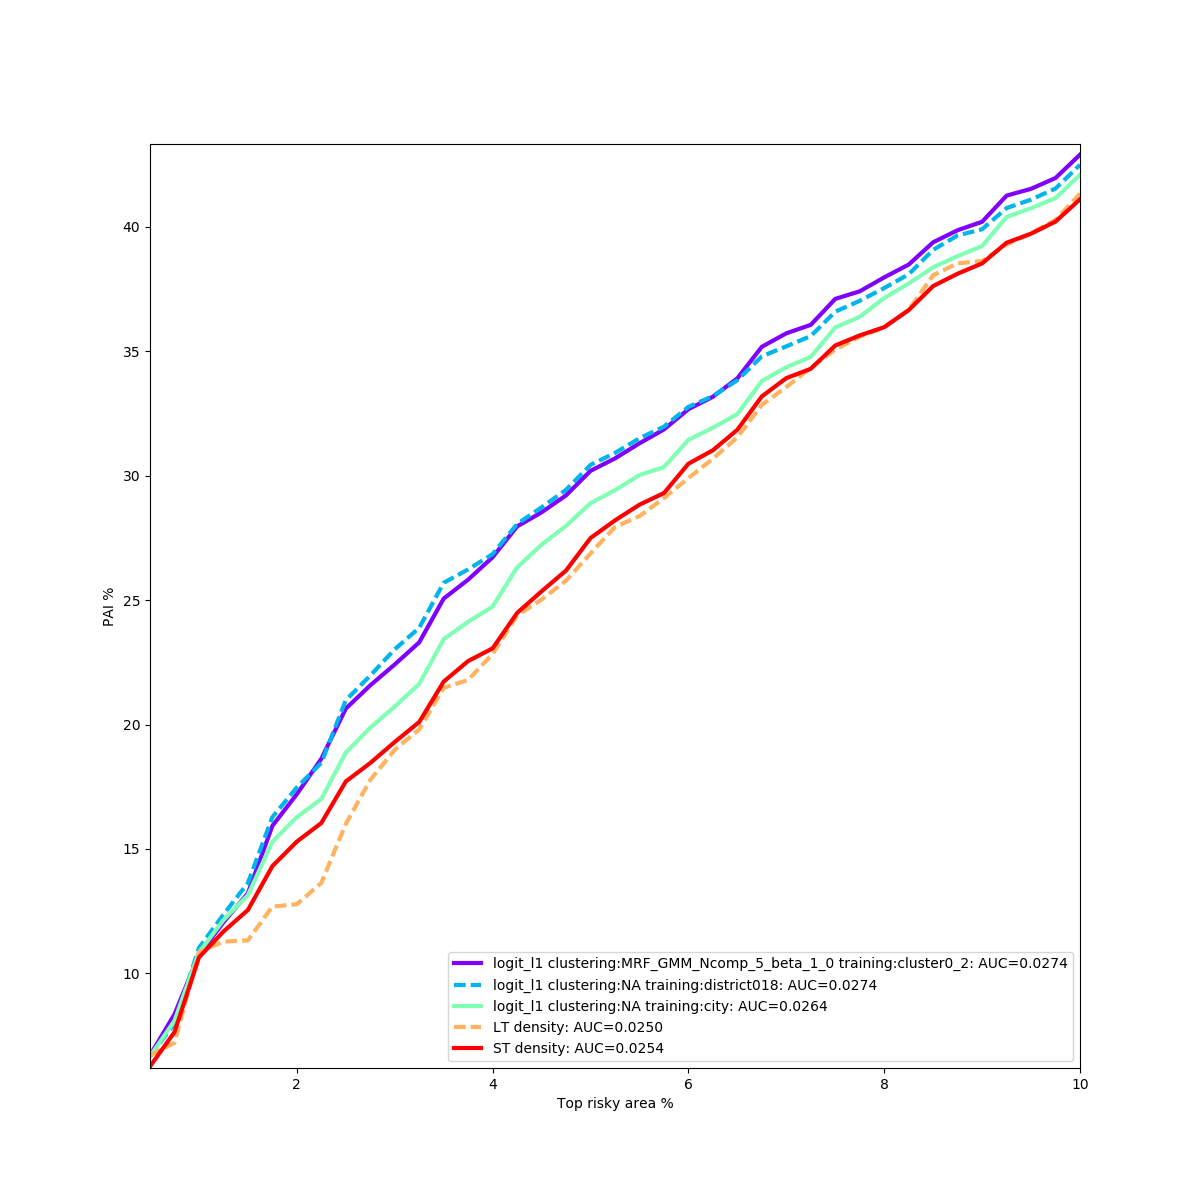 40
35
30
25
20
15
10
PAI %
logit_l1 clustering:MRF_GMM_Ncomp_5_beta_1_0 training:cluster0_2: AUC=0.0274
logit_l1 clustering:NA training:district018: AUC=0.0274
logit_l1 clustering:NA training:city: AUC=0.0264
LT density: AUC=0.0250
ST density: AUC=0.0254
2 4 6 8 10
Top risky area %